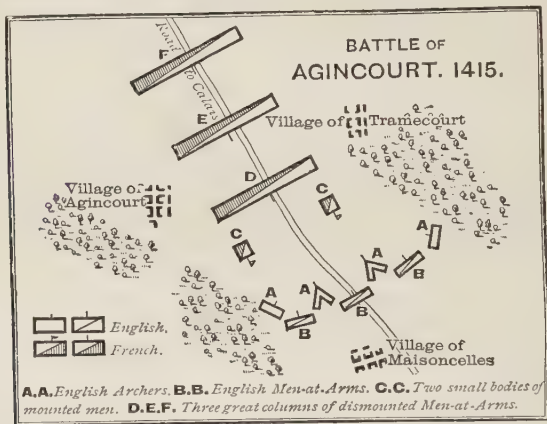 BATTLE OF
AGINCOURT. 1415.
Road
to Calais
F
E
D
C
C
Village of Tramecourt
Village of
Agincourt
A
A
A
A
B
B
B
Village of
Maisoncelles
English.
French.
A.A. English Archers. B.B. English Men-at-Arms. C.C. Two small bodies of
mounted men. D.E.F. Three great columns of dismounted Men-at-Arms.